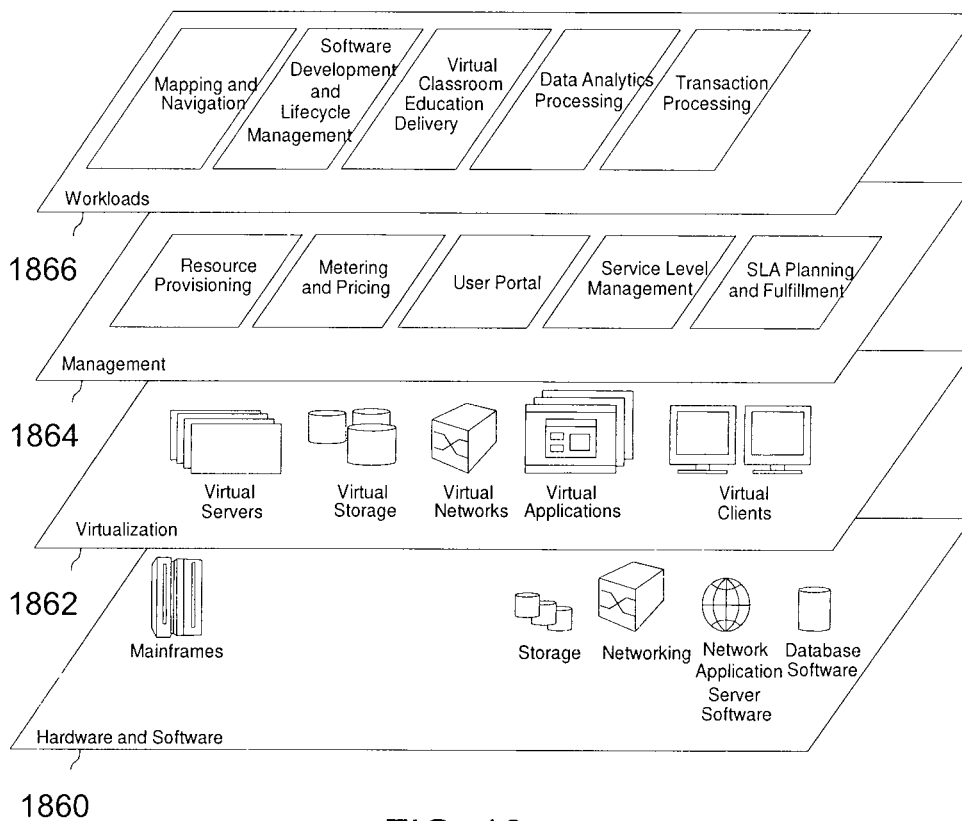 Mapping and
Navigation
Software
Development
and
Lifecycle
Management
Virtual
Classroom
Education
Delivery
Data Analytics
Processing
Transaction
Processing
Workloads
1866
Resource
Provisioning
Metering
and Pricing
User Portal
Service Level
Management
SLA Planning
and Fulfillment
Management
1864
Virtual
Servers
Virtual
Storage
Virtual
Networks
Virtual
Applications
Virtual
Clients
Virtualization
1862
Mainframes
Storage
Networking
Network
Application
Server
Software
Database
Software
Hardware and Software
1860